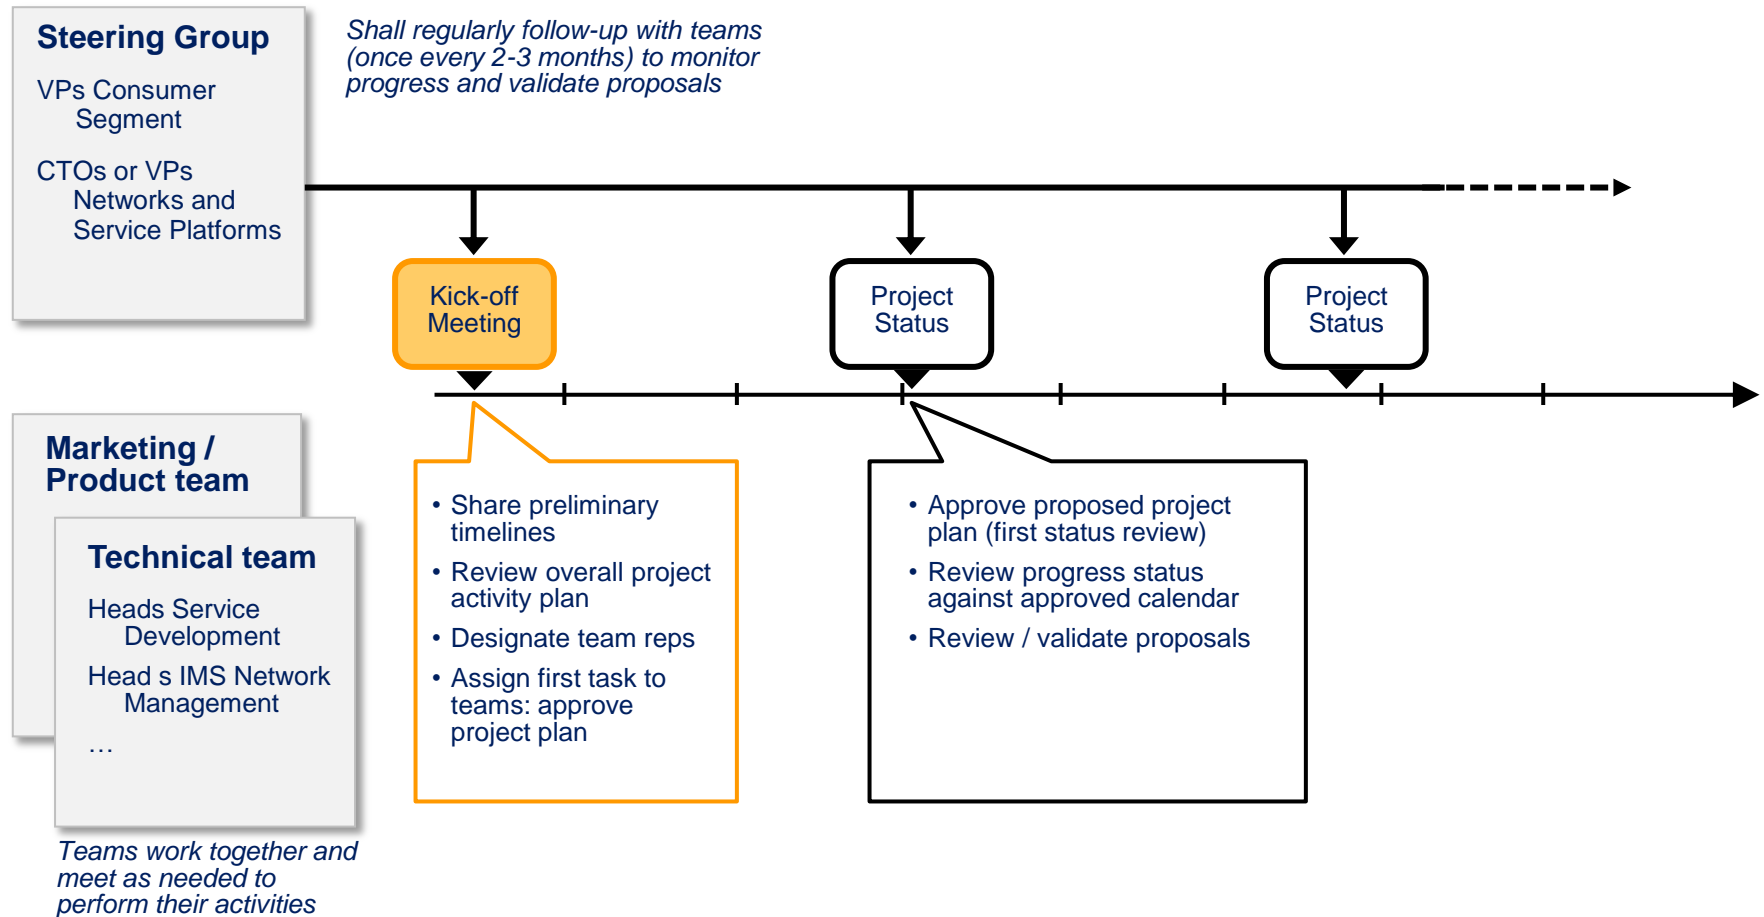 Steering Group
VPs Consumer
Segment
CTOs or VPs
Networks and
Service Platforms
Shall regularly follow-up with teams
(once every 2-3 months) to monitor
progress and validate proposals
Kick-off
Meeting
Project
Status
Project
Status
Marketing /
Product team
Technical team
Heads Service
Development
Head s IMS Network
Management
…
Teams work together and
meet as needed to
perform their activities
• Share preliminary
timelines
• Review overall project
activity plan
• Designate team reps
• Assign first task to
teams: approve
project plan
• Approve proposed project
plan (first status review)
• Review progress status
against approved calendar
• Review / validate proposals